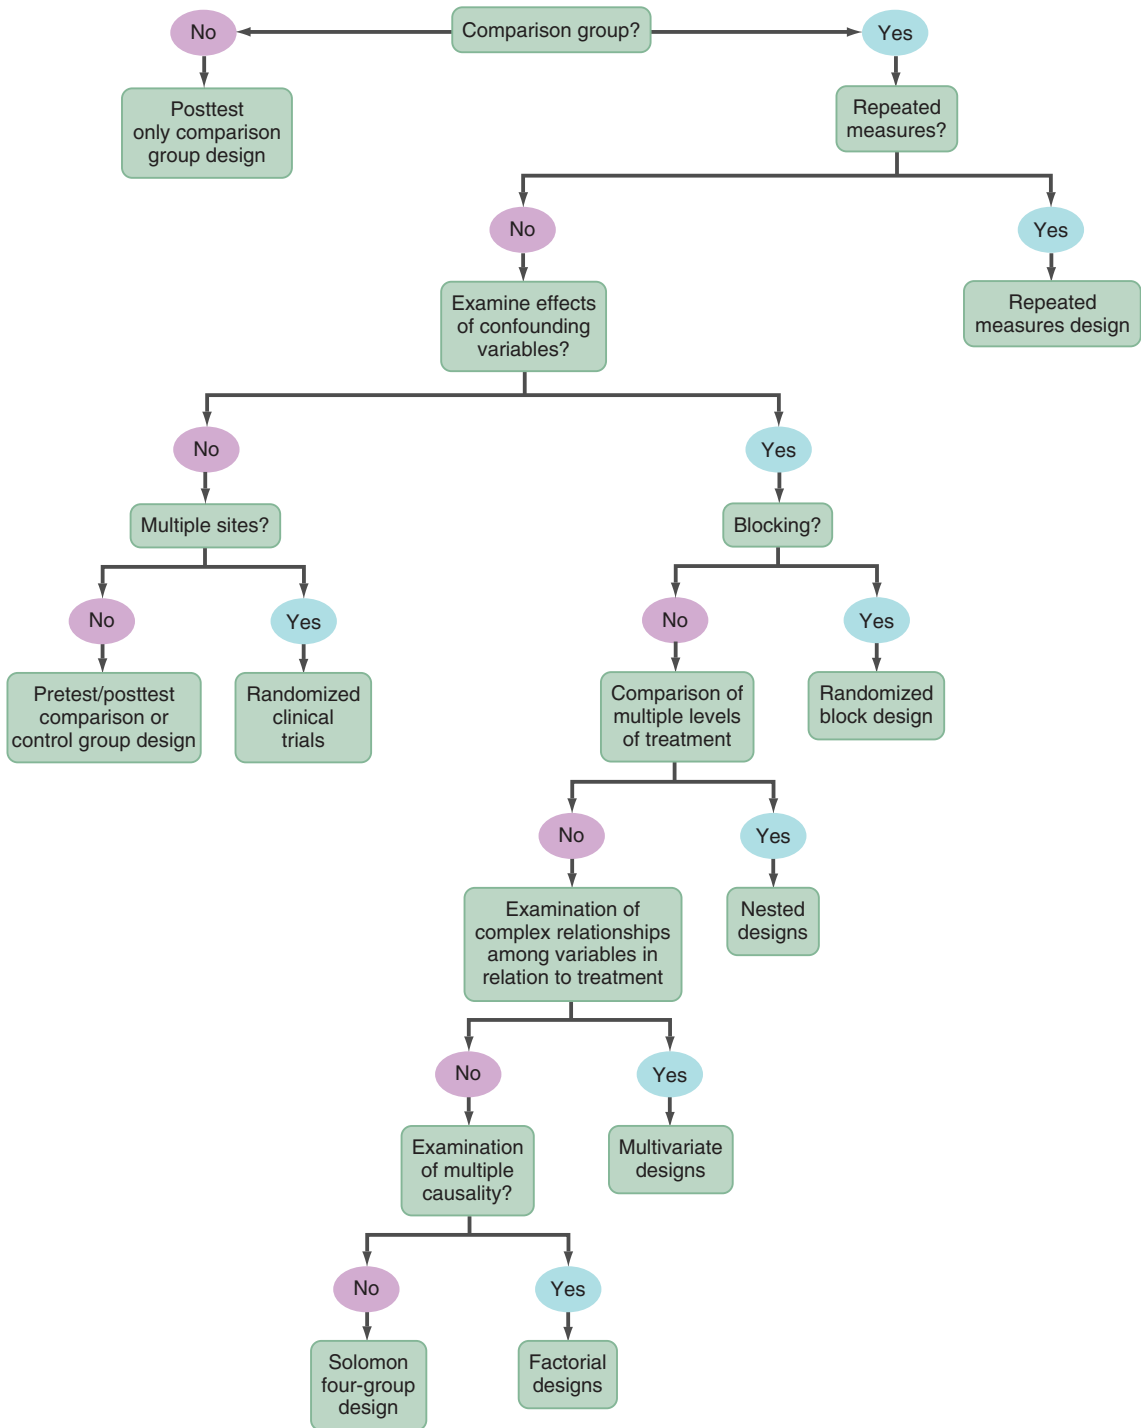 No
Comparison group?
Yes
Posttest
only comparison
group design
Repeated
measures?
No
Yes
Examine effects
of confounding
variables?
Repeated
measures design
No
Yes
Multiple sites?
Blocking?
No
Yes
No
Yes
Pretest/posttest
comparison or
control group design
Randomized
clinical
trials
Comparison of
multiple levels
of treatment
Randomized
block design
No
Yes
Examination of
complex relationships
among variables in
relation to treatment
Nested
designs
No
Yes
Examination
of multiple
causality?
Multivariate
designs
No
Yes
Solomon
four-group
design
Factorial
designs